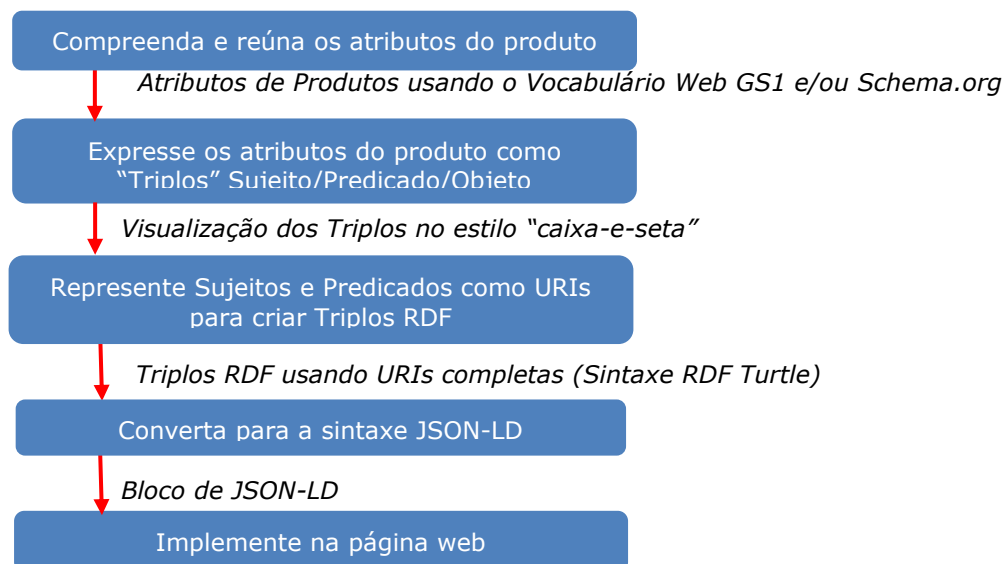 Compreenda e reúna os atributos do produto
Atributos de Produtos usando o Vocabulário Web GS1 e/ou Schema.org
Expresse os atributos do produto como
“Triplos” Sujeito/Predicado/Objeto
Visualização dos Triplos no estilo “caixa-e-seta”
Represente Sujeitos e Predicados como URIs
para criar Triplos RDF
Triplos RDF usando URIs completas (Sintaxe RDF Turtle)
Converta para a sintaxe JSON-LD
Bloco de JSON-LD
Implemente na página web